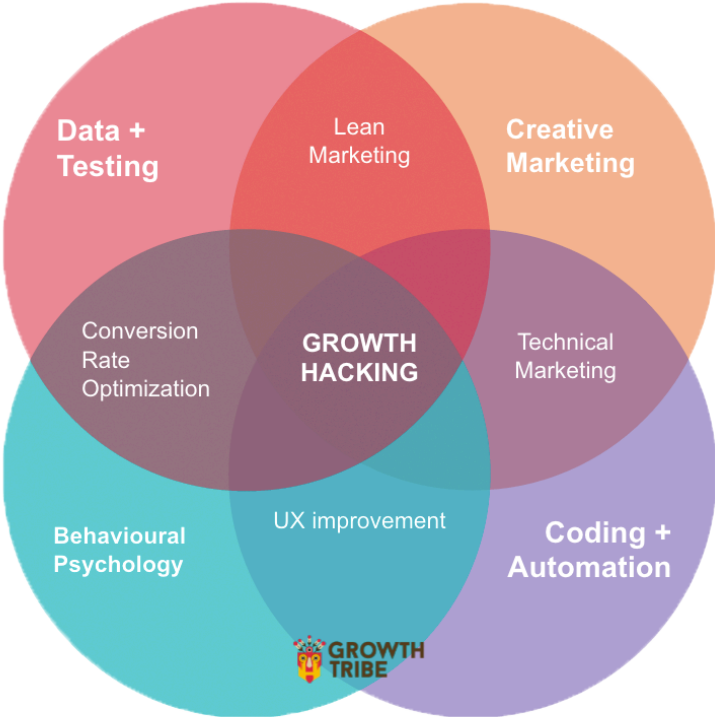 Data +
Testing
Lean
Marketing
Creative
Marketing
Conversion
Rate
Optimization
GROWTH
HACKING
Technical
Marketing
Behavioural
Psychology
UX improvement
Coding +
Automation
GROWTH
TRIBE